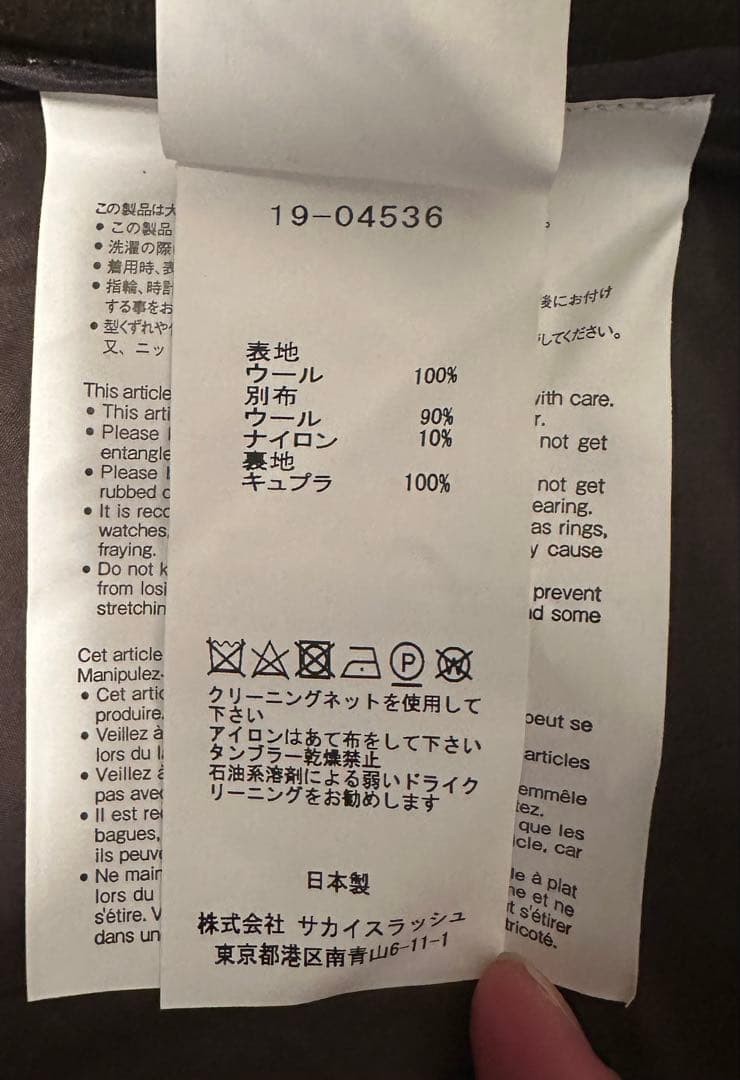 19-04536
表地
ウール 100%
別布
ウール 90%
ナイロン 10%
裏地
キュプラ 100%
P
W
クリーニングネットを使用して
下さい
アイロンはあて布をして下さい
タンブラー乾燥禁止
石油系溶剤による弱いドライク
リーニングをお勧めします
日本製
株式会社 サカイスラッシュ
東京都港区南青山6-11-1
この製品は大
• この製品
• 洗濯の際
• 着用時、表
• 指輪、時計
する事をお
• 型くずれや
又、ニッ
後にお付け
してください。
This article
• This arti
• Please
entangle
• Please
rubbed
• It is rec
watches,
fraying.
• Do not k
from losi
stretchin
with care.
r.
not get
not get
earing.
as rings,
y cause
prevent
some
Cet article
Manipulez-
• Cet artic
produire.
• Veillez à
lors du
• Veillez
pas avec
• Il est re
bagues,
ils peuv
• Ne main
lors du
s'étire. V
dans un
peut se
articles
emmêle
tez.
que les
icle, car
le à plat
ne et ne
t s'étirer
tricoté.